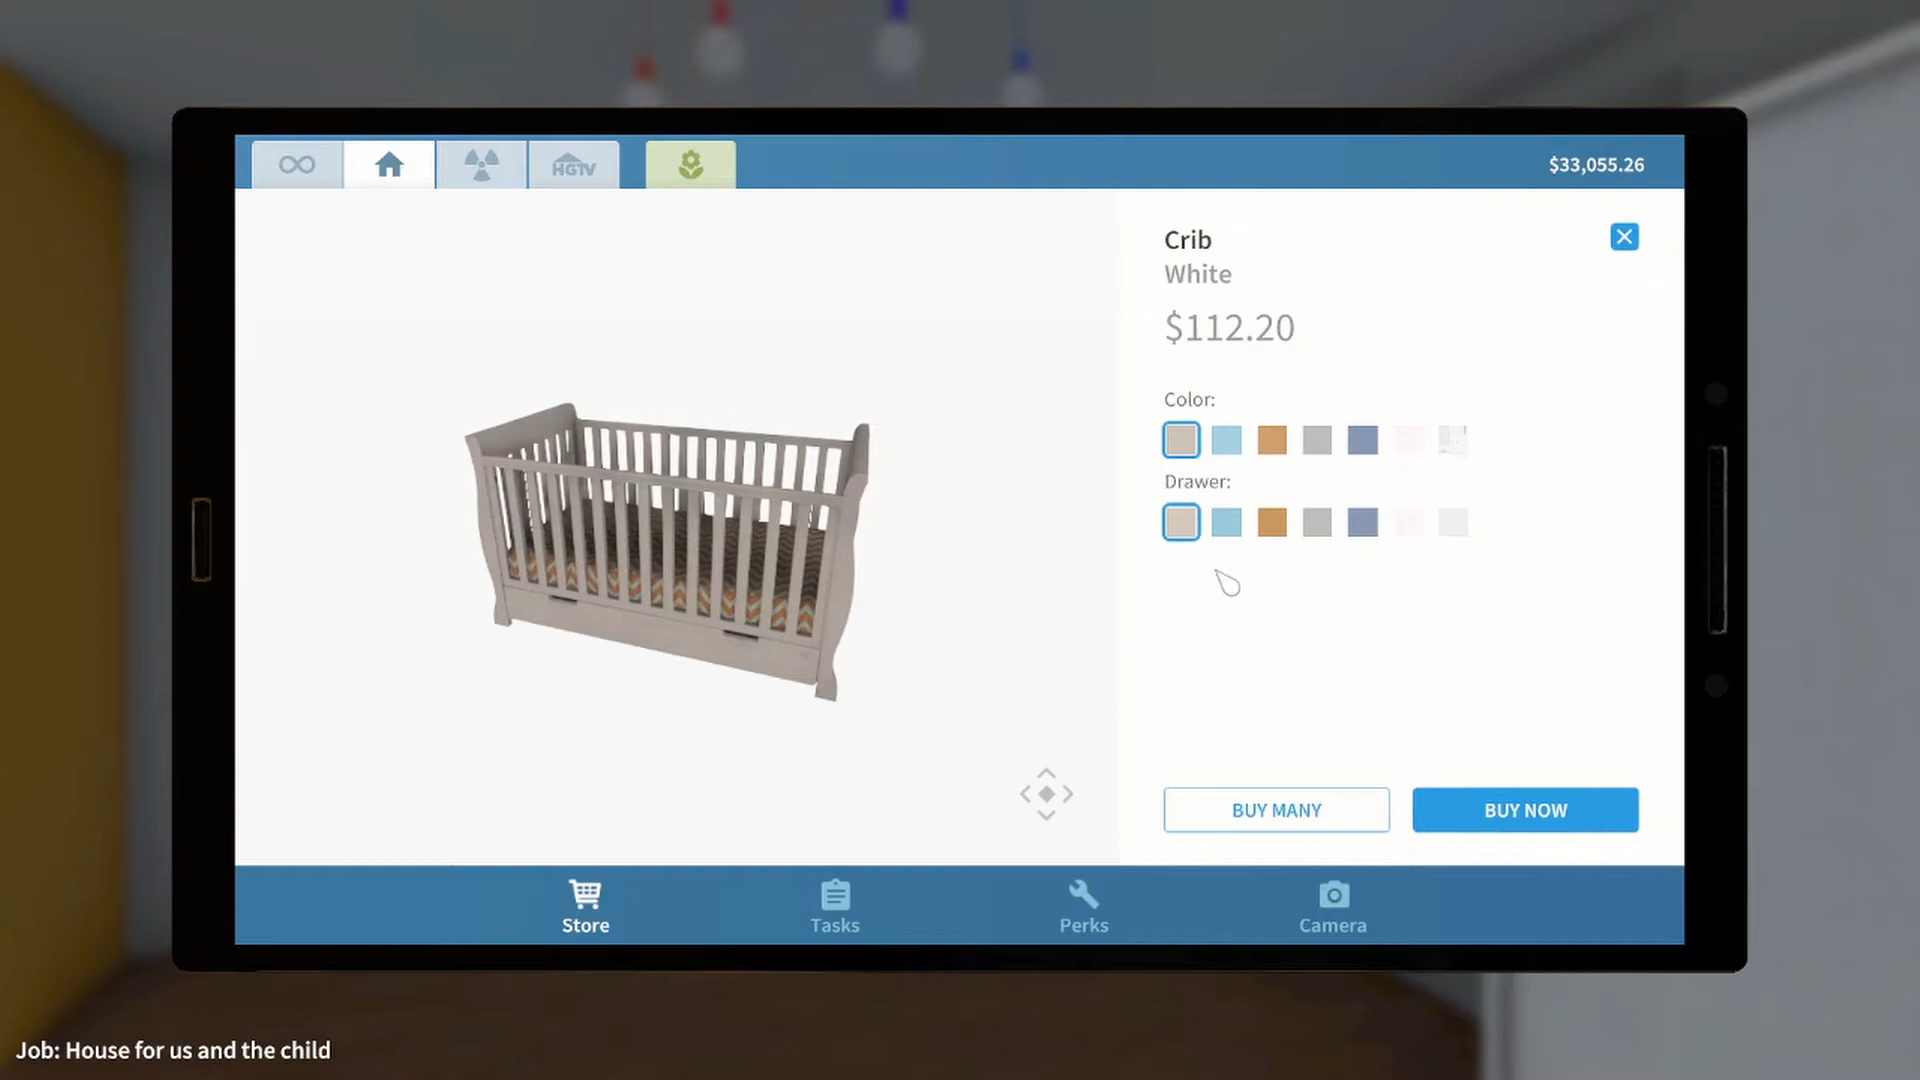 HGTV
$33,055.26
Crib
White
$112.20
Color:
Drawer:
BUY MANY
BUY NOW
Store
Tasks
Perks
Camera
Job: House for us and the child